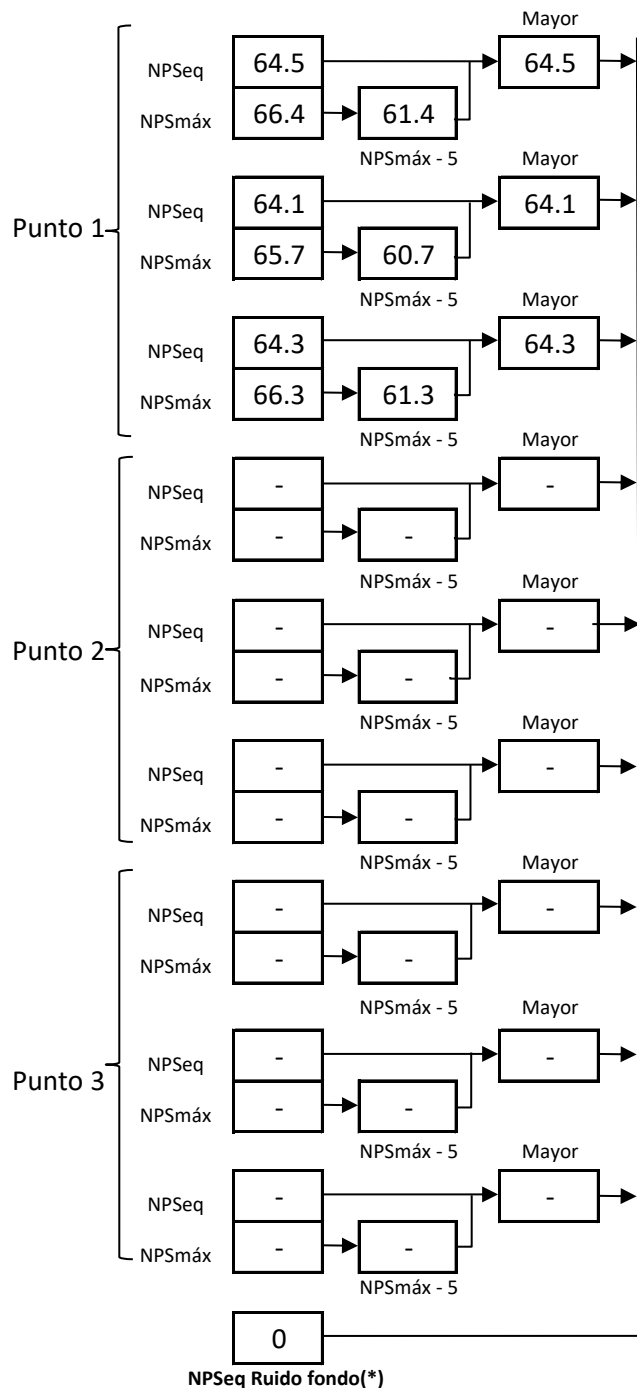 Mayor
NPSeq 64.5 64.5
NPSmáx 66.4 61.4
NPSmáx - 5
Mayor
Punto 1
NPSeq 64.1 64.1
NPSmáx 65.7 60.7
NPSmáx - 5
Mayor
NPSeq 64.3 64.3
NPSmáx 66.3 61.3
NPSmáx - 5
Mayor
NPSeq - -
NPSmáx - -
NPSmáx - 5
Mayor
Punto 2
NPSeq - -
NPSmáx - -
NPSmáx - 5
Mayor
NPSeq - -
NPSmáx - -
NPSmáx - 5
Mayor
NPSeq - -
NPSmáx - -
NPSmáx - 5
Mayor
Punto 3
NPSeq - -
NPSmáx - -
NPSmáx - 5
Mayor
NPSeq - -
NPSmáx - -
NPSmáx - 5
0
NPSeq Ruido fondo(*)